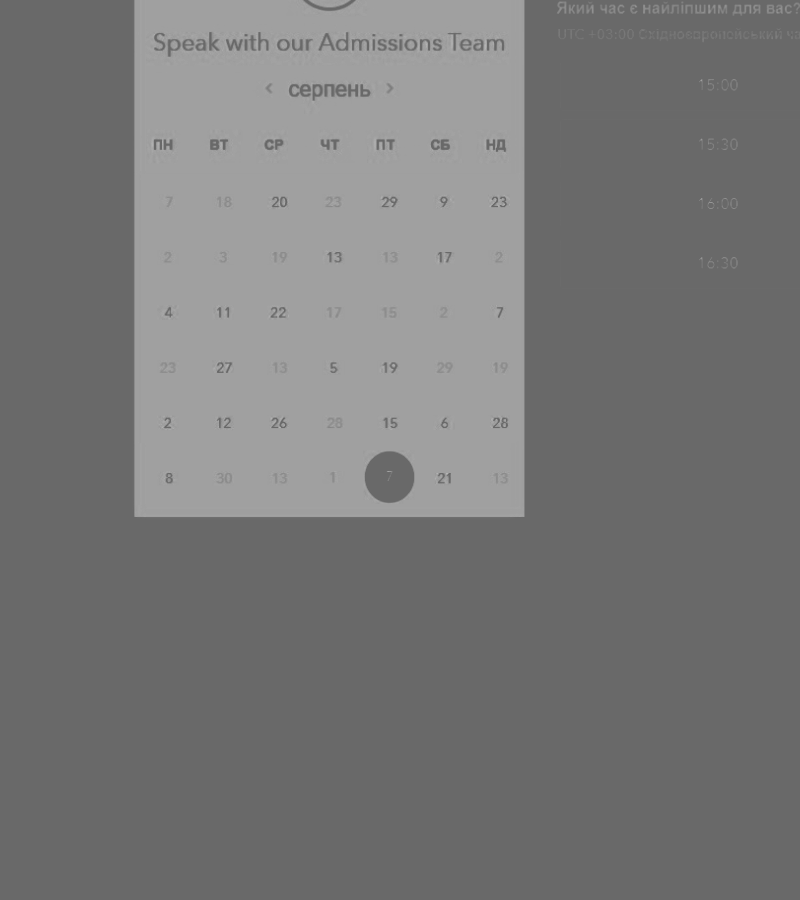 Speak with our Admissions Team
< серпень >
ПН ВТ СР ЧТ ПТ СБ НД
7 18 20 23 29 9 23
2 3 19 13 13 17 2
4 11 22 17 15 2 7
23 27 13 5 19 29 19
2 12 26 28 15 6 28
8 30 13 1 7 21 13
Який час є найліпшим для вас?
UTC +03:00 Східноєвропейський ча
15:00
15:30
16:00
16:30